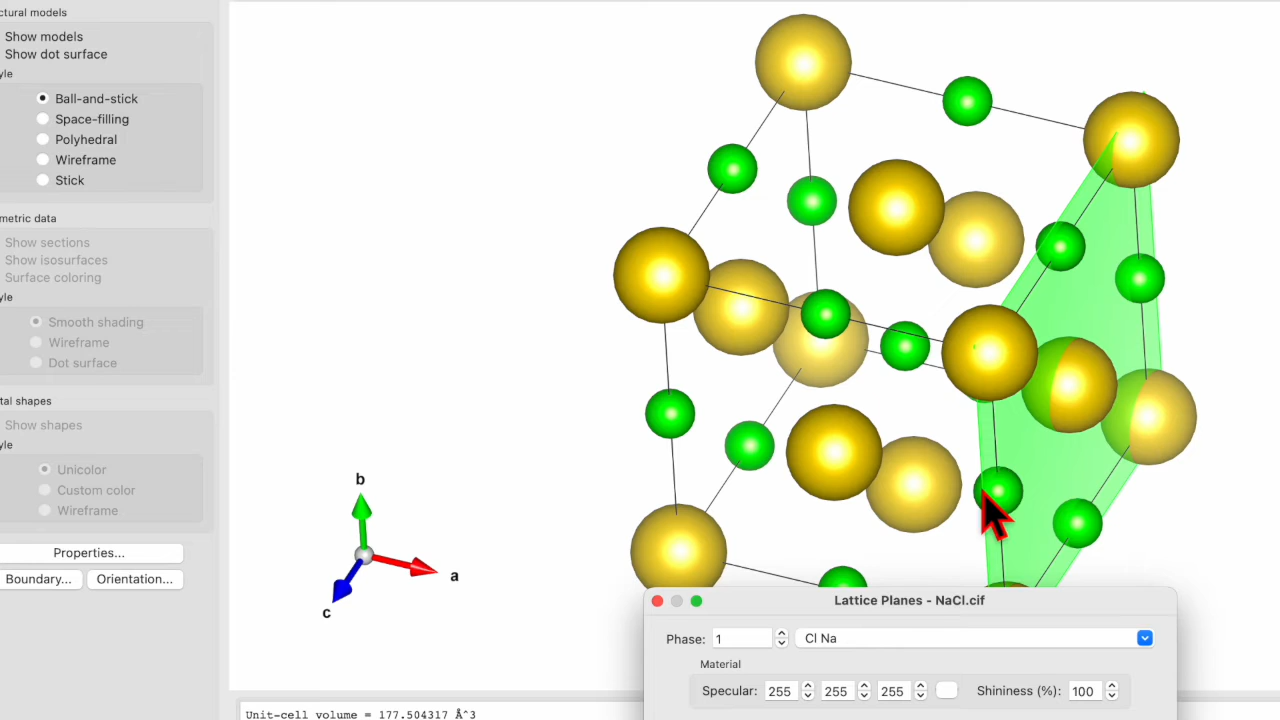 ctural models
Show models
Show dot surface
yle
Ball-and-stick
Space-filling
Polyhedral
Wireframe
Stick
metric data
Show sections
Show isosurfaces
Surface coloring
yle
Smooth shading
Wireframe
Dot surface
tal shapes
Show shapes
yle
Unicolor
Custom color
Wireframe
Properties...
Boundary... Orientation...
b
a
c
Lattice Planes - NaCl.cif
Phase: 1 Cl Na
Material
Specular: 255 255 255 Shininess (%): 100
Unit-cell volume = 177.504317 Å^3